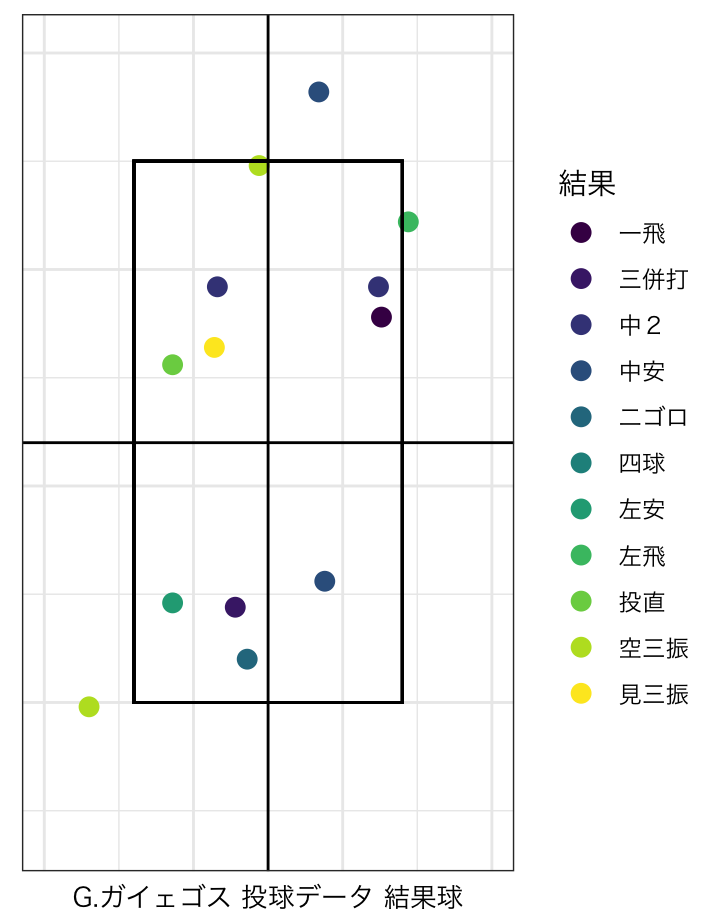 結果
一飛
三併打
中２
中安
二ゴロ
四球
左安
左飛
投直
空三振
見三振
G.ガイェゴス 投球データ 結果球